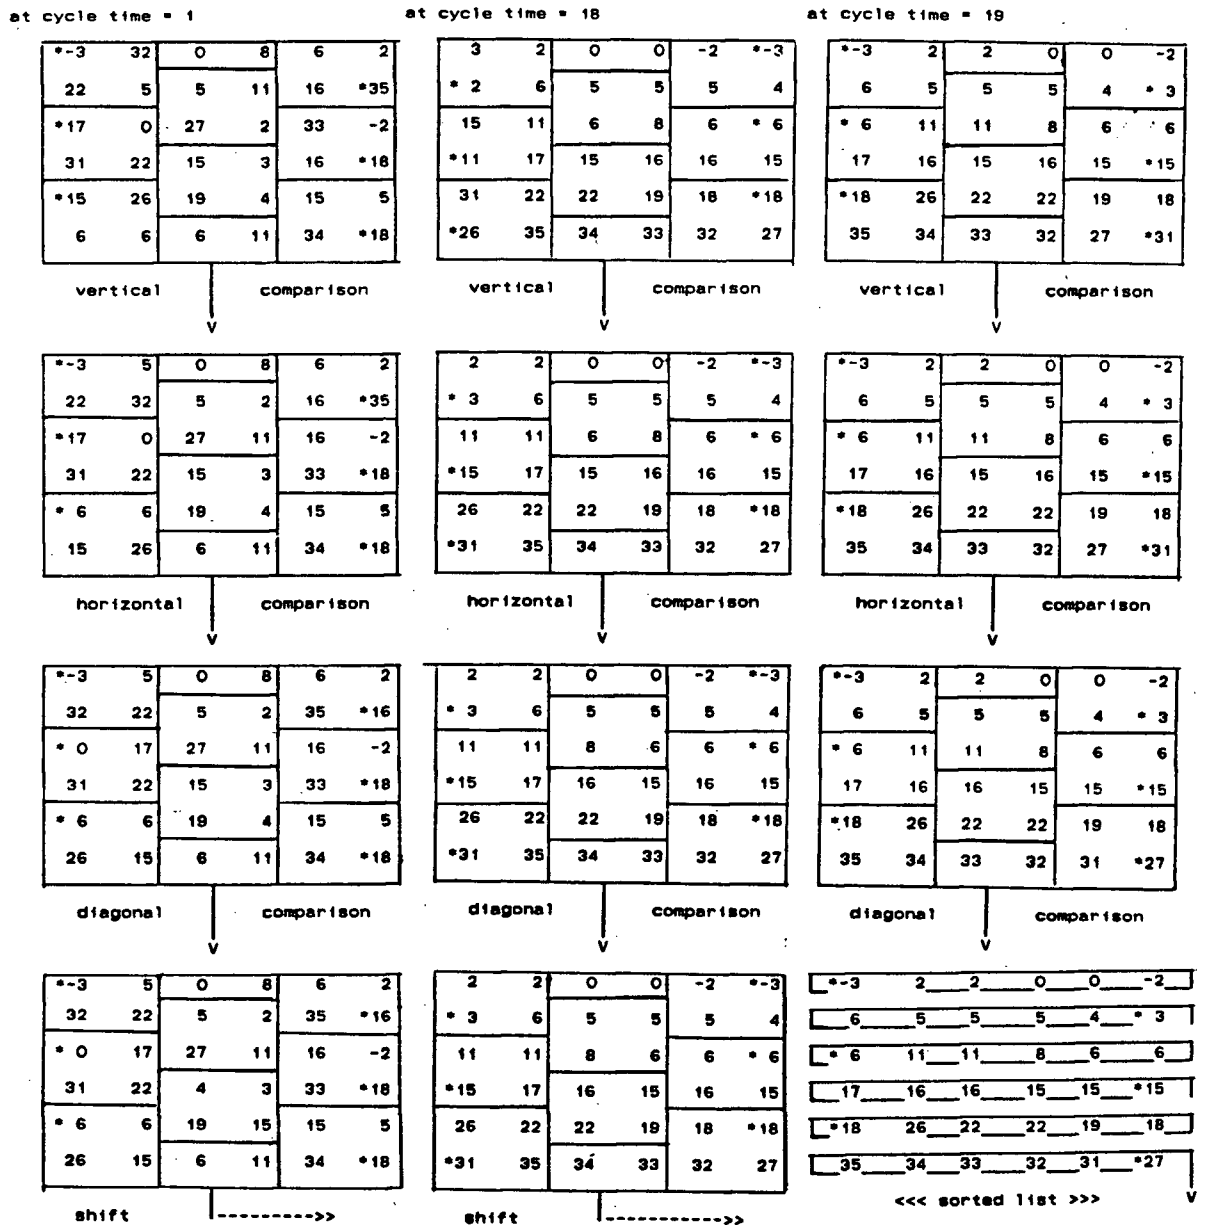 at cycle time = 1 at cycle time = 18 at cycle time = 19
*-3 32 0 8 6 2 3 2 0 0 -2 *-3 *-3 2 2 0 0 -2
22 5 5 11 16 *35 * 2 6 5 5 5 4 6 5 5 5 4 * 3
*17 0 27 2 33 -2 15 11 6 8 6 * 6 * 6 11 11 8 6 6
31 22 15 3 16 *18 *11 17 15 16 16 15 17 16 15 16 15 *15
*15 26 19 4 15 5 31 22 22 19 18 *18 *18 26 22 22 19 18
6 6 6 11 34 *18 *26 35 34 33 32 27 35 34 33 32 27 *31
vertical comparison vertical comparison vertical comparison
v v v
*-3 5 0 8 6 2 2 2 0 0 -2 *-3 *-3 2 2 0 0 -2
22 32 5 2 16 *35 * 3 6 5 5 5 4 6 5 5 5 4 * 3
*17 0 27 11 16 -2 11 11 6 8 6 * 6 * 6 11 11 8 6 6
31 22 15 3 33 *18 *15 17 15 16 16 15 17 16 15 16 15 *15
* 6 6 19 4 15 5 26 22 22 19 18 *18 *18 26 22 22 19 18
15 26 6 11 34 *18 *31 35 34 33 32 27 35 34 33 32 27 *31
horizontal comparison horizontal comparison horizontal comparison
v v v
*-3 5 0 8 6 2 2 2 0 0 -2 *-3 *-3 2 2 0 0 -2
32 22 5 2 35 *16 * 3 6 5 5 5 4 6 5 5 5 4 * 3
* 0 17 27 11 16 -2 11 11 8 6 6 * 6 * 6 11 11 8 6 6
31 22 15 3 33 *18 *15 17 16 15 16 15 17 16 16 15 15 *15
* 6 6 19 4 15 5 26 22 22 19 18 *18 *18 26 22 22 19 18
26 15 6 11 34 *18 *31 35 34 33 32 27 35 34 33 32 31 *27
diagonal comparison diagonal comparison diagonal comparison
v v v
*-3 5 0 8 6 2 2 2 0 0 -2 *-3 *-3 2 2 0 0 -2
32 22 5 2 35 *16 * 3 6 5 5 5 4 6 5 5 5 4 * 3
* 0 17 27 11 16 -2 11 11 8 6 6 * 6 * 6 11 11 8 6 6
31 22 4 3 33 *18 *15 17 16 15 16 15 17 16 16 15 15 *15
* 6 6 19 15 15 5 26 22 22 19 18 *18 *18 26 22 22 19 18
26 15 6 11 34 *18 *31 35 34 33 32 27 35 34 33 32 31 *27
shift ---------->> shift ---------->> <<< sorted list >>> v